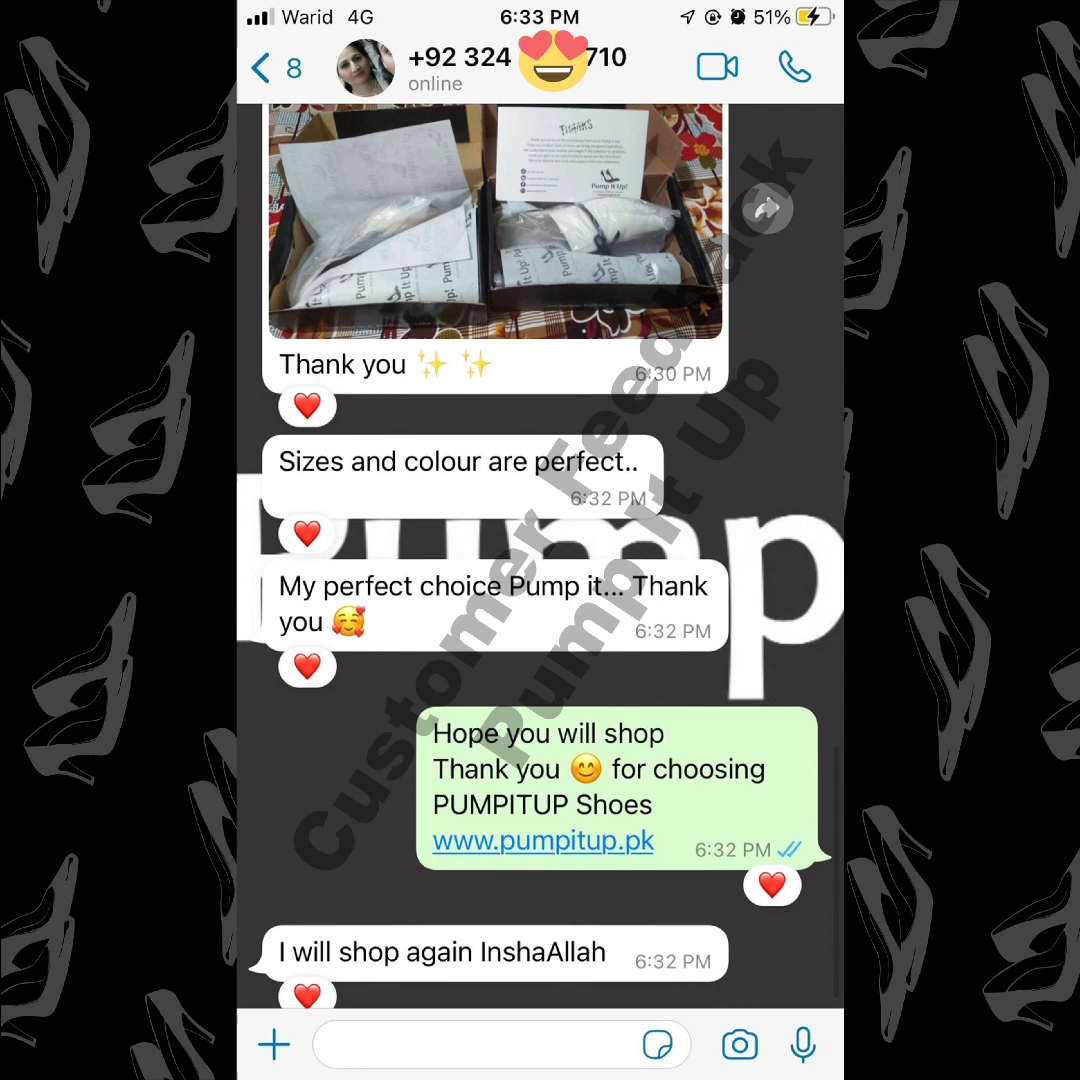 Warid 4G 6:33 PM 51%
8 +92 324 710
online
THANKS
Pump It Up!
Thank you ✨ ✨
6:30 PM
❤️
Sizes and colour are perfect..
6:32 PM
❤️
My perfect choice Pump it... Thank
you 🥰
6:32 PM
❤️
Hope you will shop
Thank you 😊 for choosing
PUMPITUP Shoes
www.pumpitup.pk
6:32 PM
❤️
I will shop again InshaAllah
6:32 PM
❤️
Pump
Customer Feedback
Pump It Up